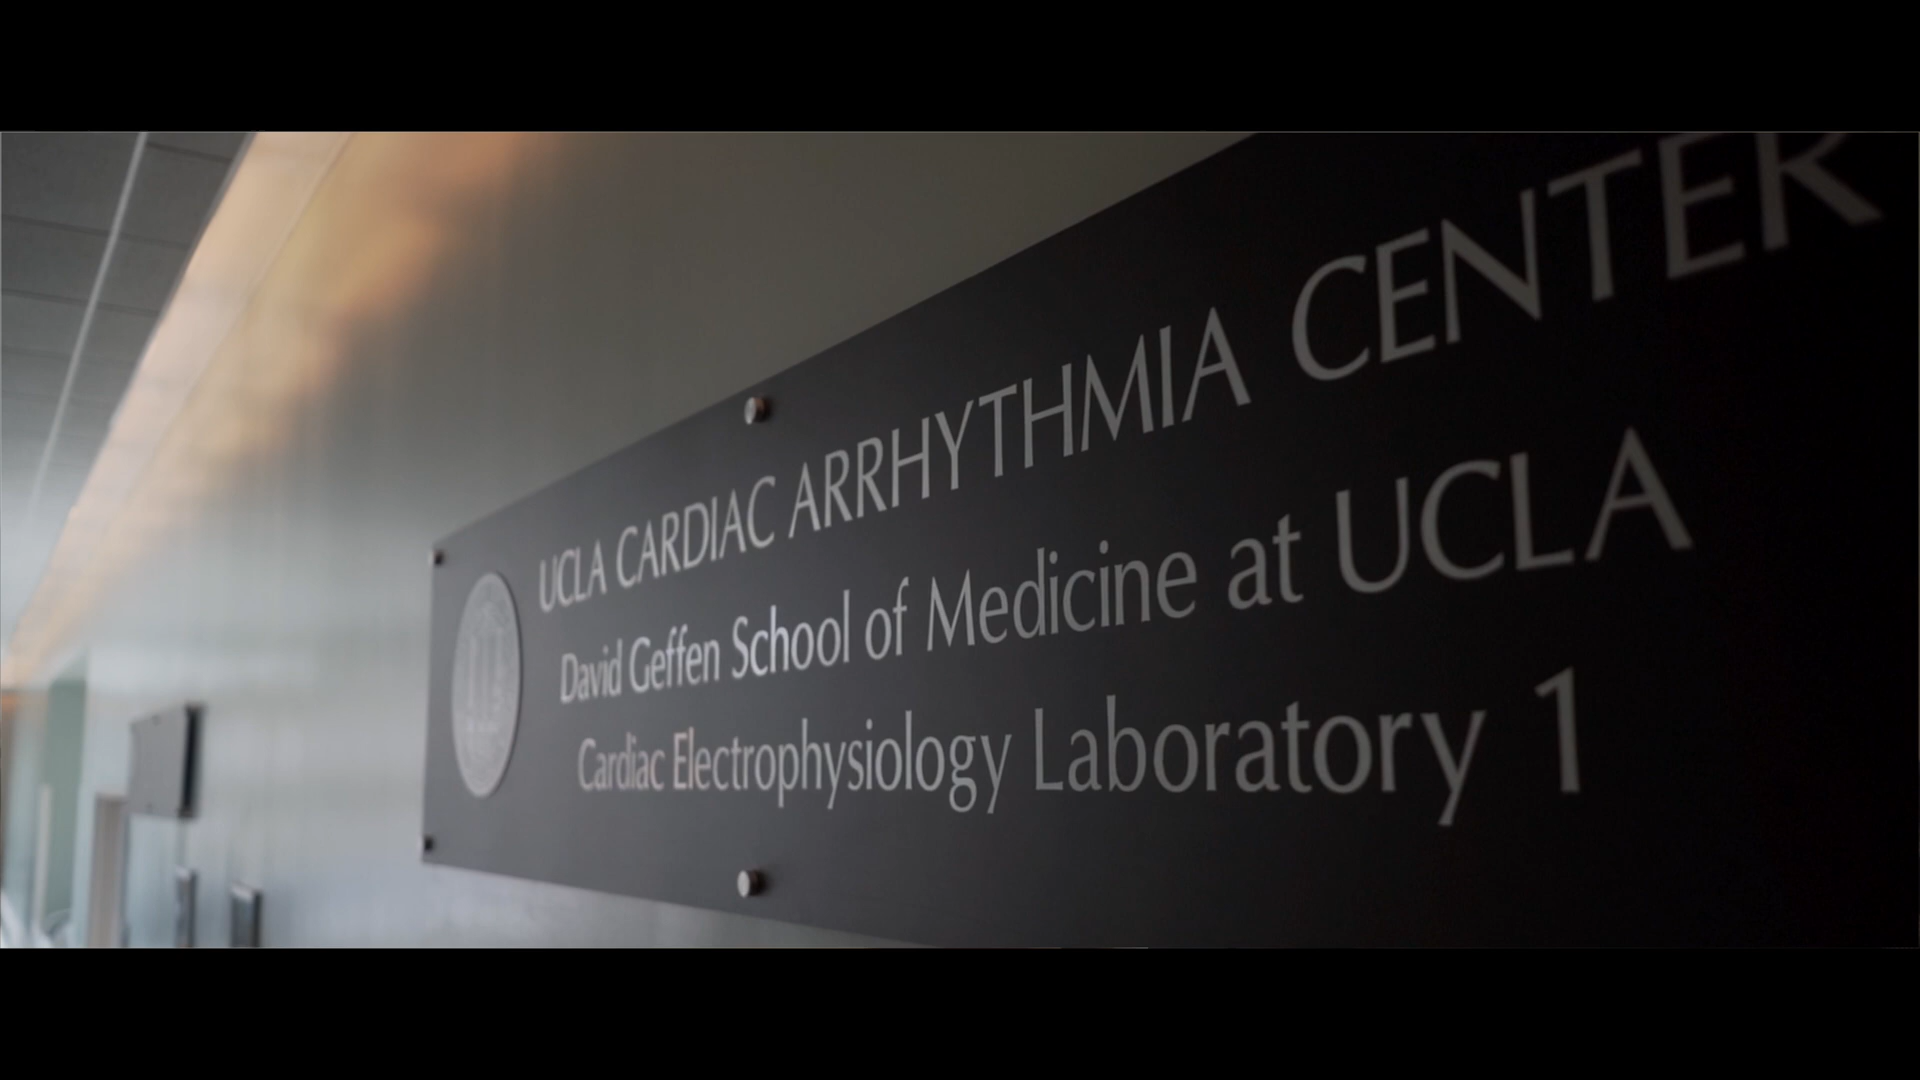 UCLA CARDIAC ARRHYTHMIA CENTER
David Geffen School of Medicine at UCLA
Cardiac Electrophysiology Laboratory 1